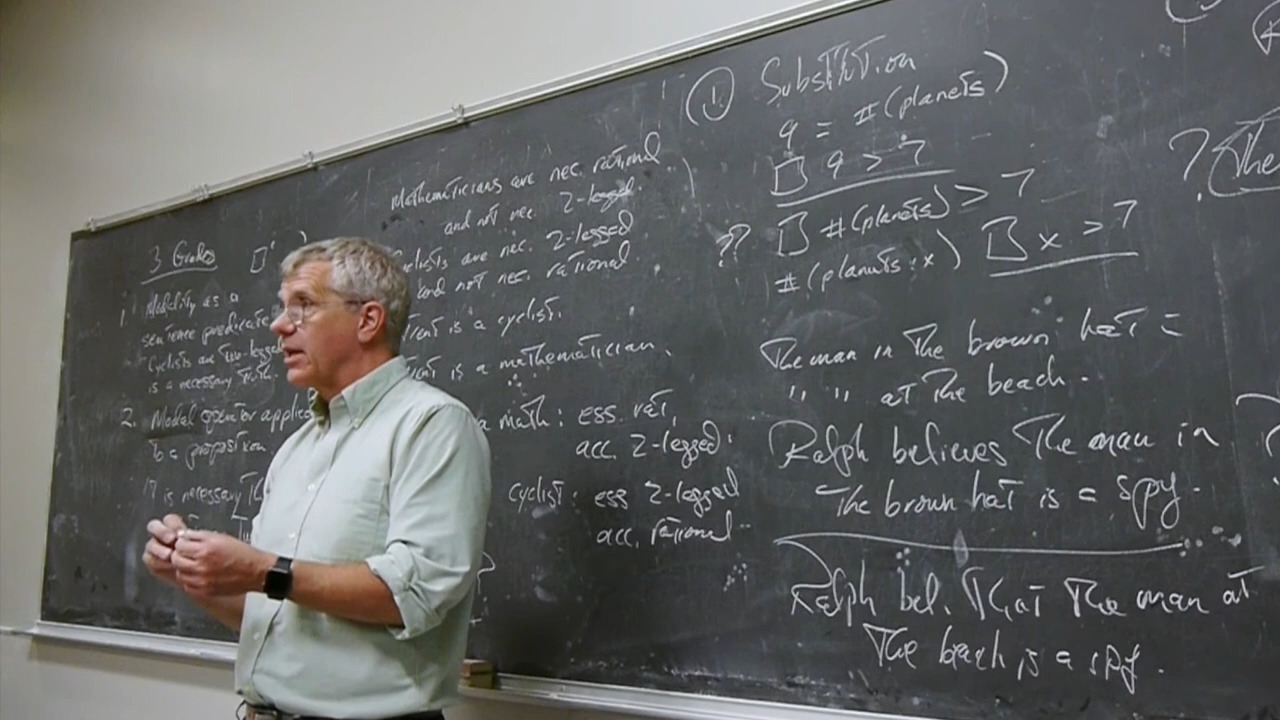 3 Grades □'
1. Modality as a
sentence predicate
Cyclists are two-legged
is a necessary truth.
2. Modal operator applied
to a proposition
IT is necessary Th
Mathematicians are nec. rational
and not nec. 2-legged
are nec. 2-legged
and not nec. rational.
is a cyclist.
is a mathematician.
a math: ess. rat.
acc. 2-legged.
cyclist: ess 2-legged
acc. rational
① Substitution
9 = #(planets)
□ 9 > 7
?? □ #(planets) > 7
#(planets: x) □ x > 7
The man in The brown hat =
" " at The beach.
Ralph believes The man in
The brown hat is a spy.
Ralph bel. That The man at
The beach is a spy.
? The